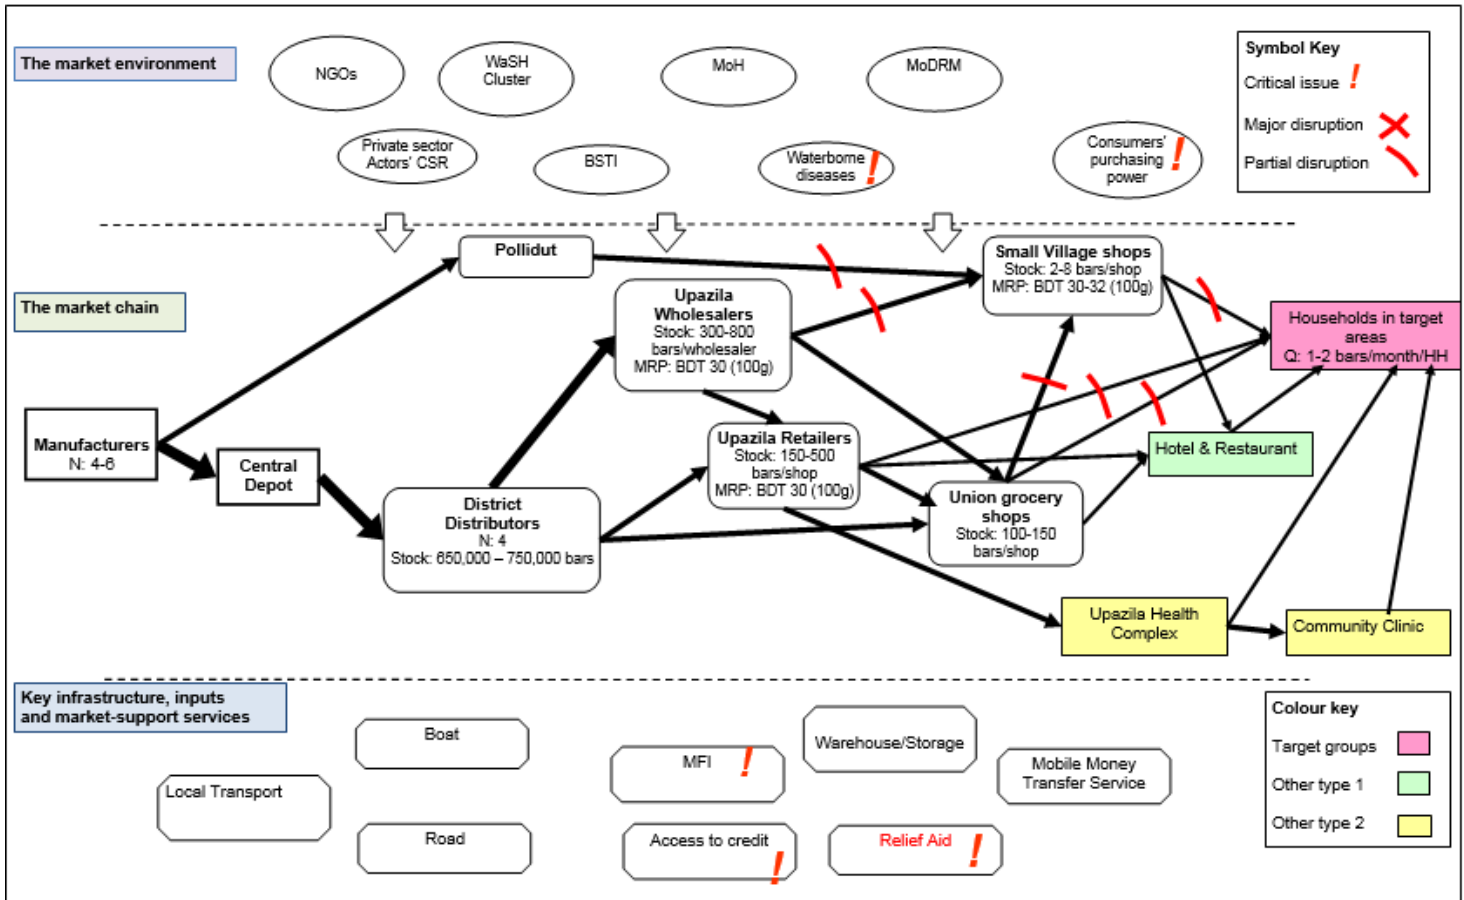 The market environment
NGOs
WaSH
Cluster
MoH
MoDRM
Private sector
Actors' CSR
BSTI
Waterborne
diseases
Consumers'
purchasing
power
Symbol Key
Critical issue
Major disruption
Partial disruption
The market chain
Pollidut
Upazila
Wholesalers
Stock: 300-800
bars/wholesaler
MRP: BDT 30 (100g)
Small Village shops
Stock: 2-8 bars/shop
MRP: BDT 30-32 (100g)
Households in target
areas
Q: 1-2 bars/month/HH
Manufacturers
N: 4-6
Central
Depot
District
Distributors
N: 4
Stock: 650,000 – 750,000 bars
Upazila Retailers
Stock: 150-500
bars/shop
MRP: BDT 30 (100g)
Union grocery
shops
Stock: 100-150
bars/shop
Hotel & Restaurant
Upazila Health
Complex
Community Clinic
Key infrastructure, inputs
and market-support services
Local Transport
Boat
Road
MFI
Access to credit
Warehouse/Storage
Relief Aid
Mobile Money
Transfer Service
Colour key
Target groups
Other type 1
Other type 2